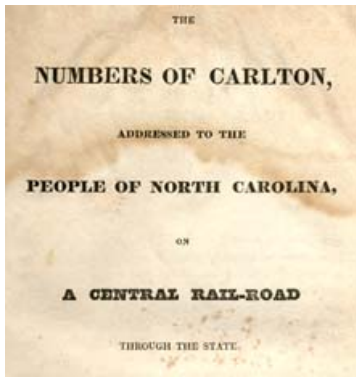 THE
NUMBERS OF CARLTON,
ADDRESSED TO THE
PEOPLE OF NORTH CAROLINA,
ON
A CENTRAL RAIL-ROAD
THROUGH THE STATE.